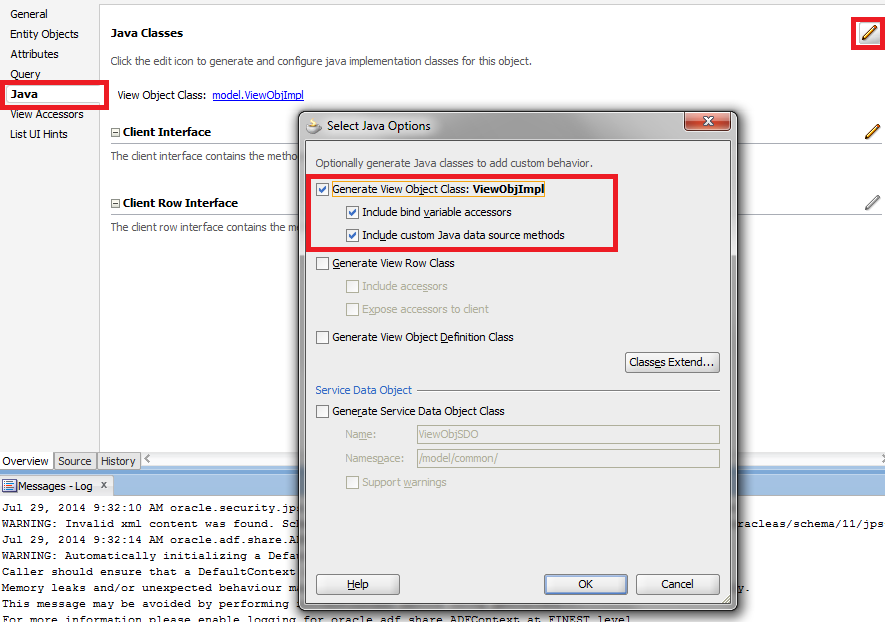 General
Entity Objects
Attributes
Query
Java
View Accessors
List UI Hints
Java Classes
Click the edit icon to generate and configure java implementation classes for this object.
View Object Class: model.ViewObjImpl
Client Interface
The client interface contains the
Client Row Interface
The client row interface contains the
Select Java Options
Optionally generate Java classes to add custom behavior.
Generate View Object Class: ViewObjImpl
Include bind variable accessors
Include custom Java data source methods
Generate View Row Class
Include accessors
Expose accessors to client
Generate View Object Definition Class
Classes Extend...
Service Data Object
Generate Service Data Object Class
Name: ViewObjSDO
Namespace: /model/common/
Support warnings
Help OK Cancel
Overview Source History
Messages - Log
Jul 29, 2014 9:32:10 AM oracle.security.jps
WARNING: Invalid xml content was found. racleas/schema/11/jps
Jul 29, 2014 9:32:14 AM oracle.adf.share.
WARNING: Automatically initializing a
Caller should ensure that a DefaultContext
Memory leaks and/or unexpected behaviour y.
This message may be avoided by performing
For more information please enable logging for oracle.adf.share.ADFContext at FINEST level